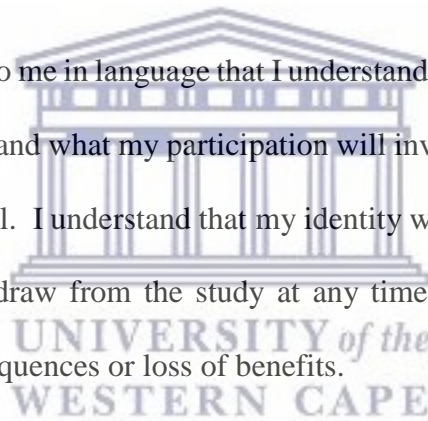 o me in language that I understand
and what my participation will inv
l. I understand that my identity w
draw from the study at any time
UNIVERSITY of the
quences or loss of benefits.
WESTERN CAPE